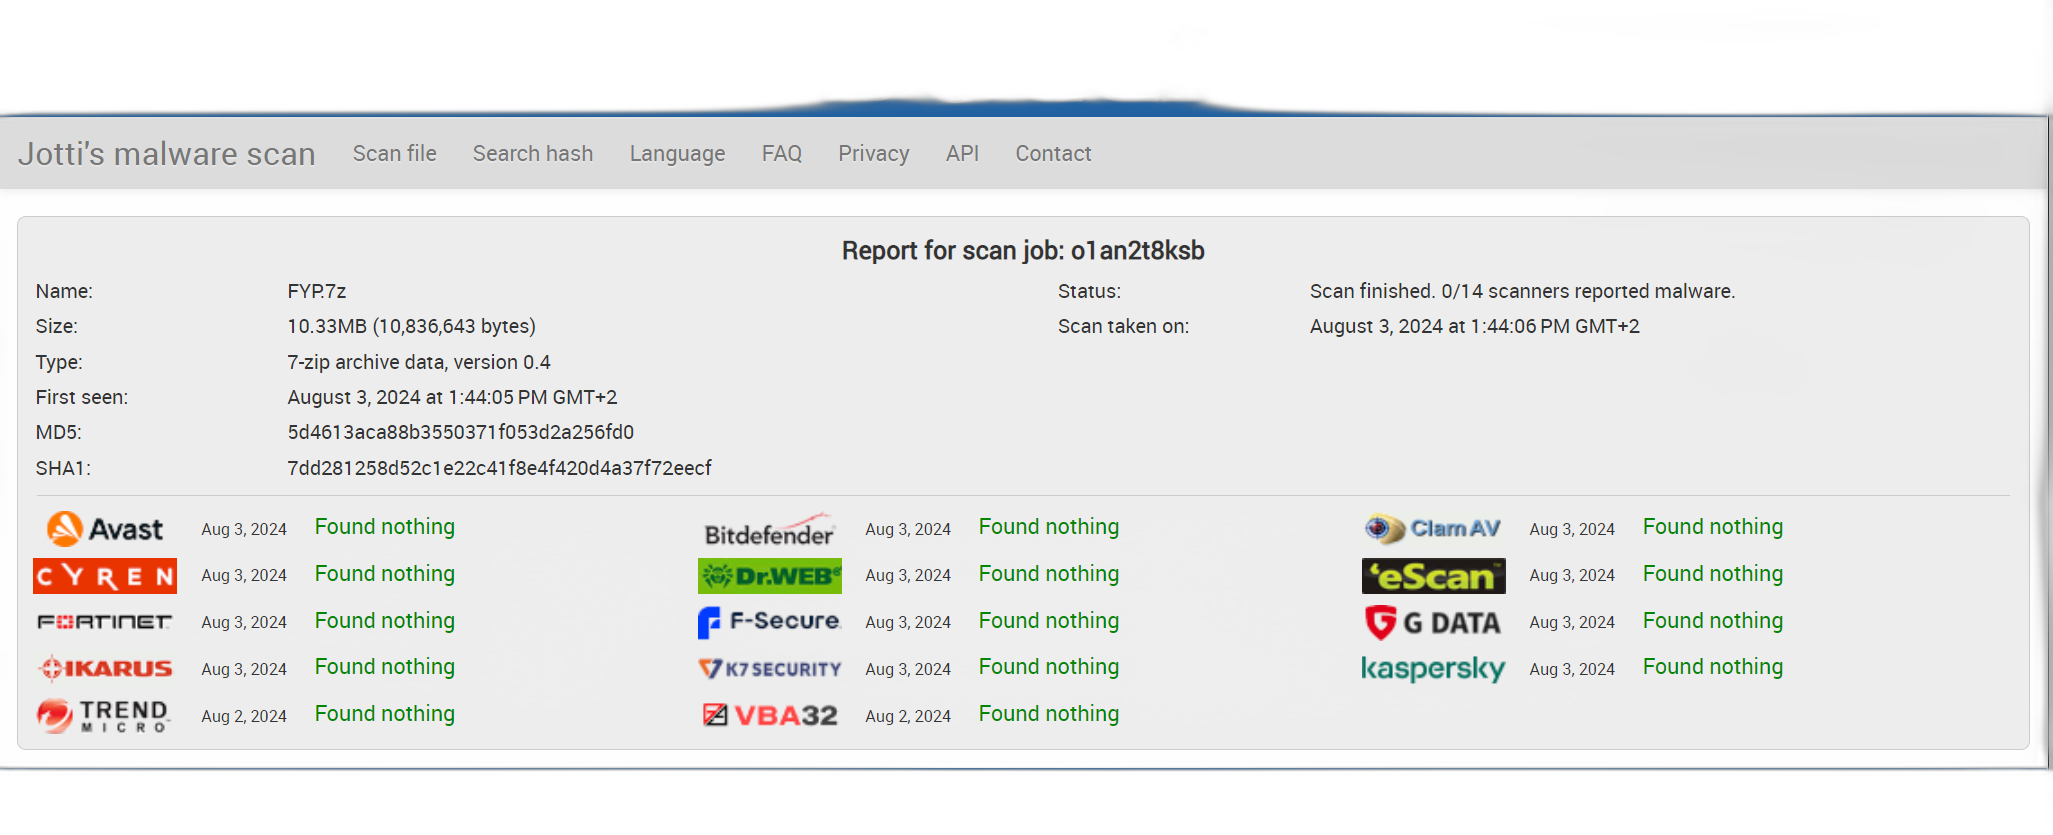 Jotti's malware scan Scan file Search hash Language FAQ Privacy API Contact
Report for scan job: o1an2t8ksb
Name: FYP.7z Status: Scan finished. 0/14 scanners reported malware.
Size: 10.33MB (10,836,643 bytes) Scan taken on: August 3, 2024 at 1:44:06 PM GMT+2
Type: 7-zip archive data, version 0.4
First seen: August 3, 2024 at 1:44:05 PM GMT+2
MD5: 5d4613aca88b3550371f053d2a256fd0
SHA1: 7dd281258d52c1e22c41f8e4f420d4a37f72eecf
Avast Aug 3, 2024 Found nothing Bitdefender Aug 3, 2024 Found nothing ClamAV Aug 3, 2024 Found nothing
CYREN Aug 3, 2024 Found nothing Dr.WEB Aug 3, 2024 Found nothing eScan Aug 3, 2024 Found nothing
FORTINET Aug 3, 2024 Found nothing F-Secure Aug 3, 2024 Found nothing G DATA Aug 3, 2024 Found nothing
IKARUS Aug 3, 2024 Found nothing K7 SECURITY Aug 3, 2024 Found nothing kaspersky Aug 3, 2024 Found nothing
TREND MICRO Aug 2, 2024 Found nothing VBA32 Aug 2, 2024 Found nothing